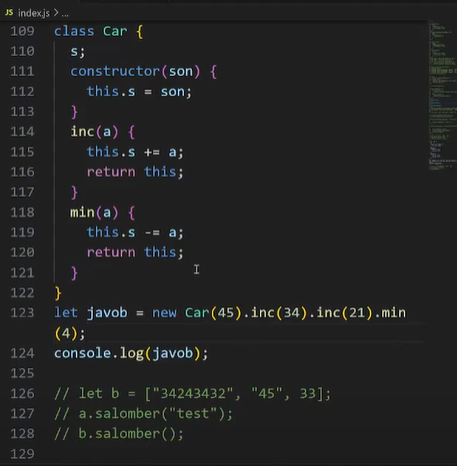 JS index.js > ...
109 class Car {
110   s;
111   constructor(son) {
112     this.s = son;
113   }
114   inc(a) {
115     this.s += a;
116     return this;
117   }
118   min(a) {
119     this.s -= a;
120     return this;
121   }
122 }
123 let javob = new Car(45).inc(34).inc(21).min
(4);
124 console.log(javob);
125
126 // let b = ["34243432", "45", 33];
127 // a.salomber("test");
128 // b.salomber();
129